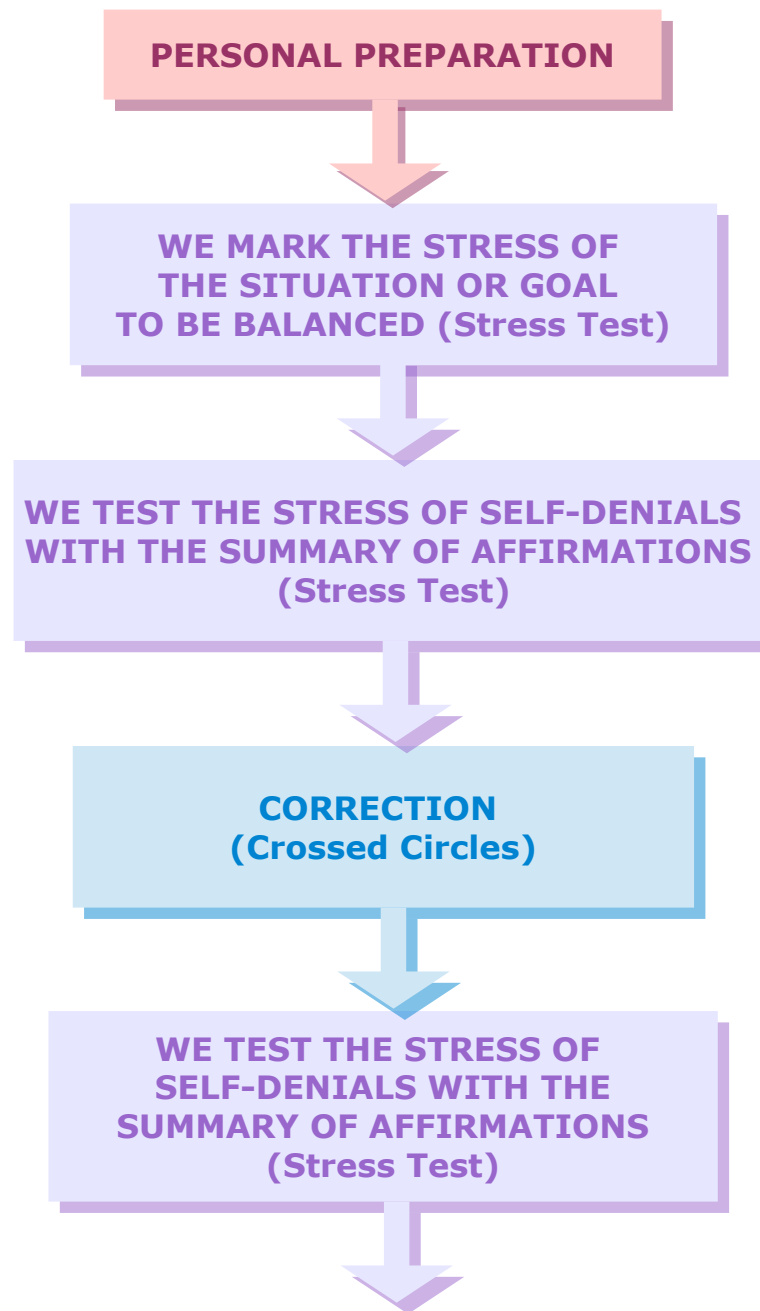 PERSONAL PREPARATION
WE MARK THE STRESS OF
THE SITUATION OR GOAL
TO BE BALANCED (Stress Test)
WE TEST THE STRESS OF SELF-DENIALS
WITH THE SUMMARY OF AFFIRMATIONS
(Stress Test)
CORRECTION
(Crossed Circles)
WE TEST THE STRESS OF
SELF-DENIALS WITH THE
SUMMARY OF AFFIRMATIONS
(Stress Test)